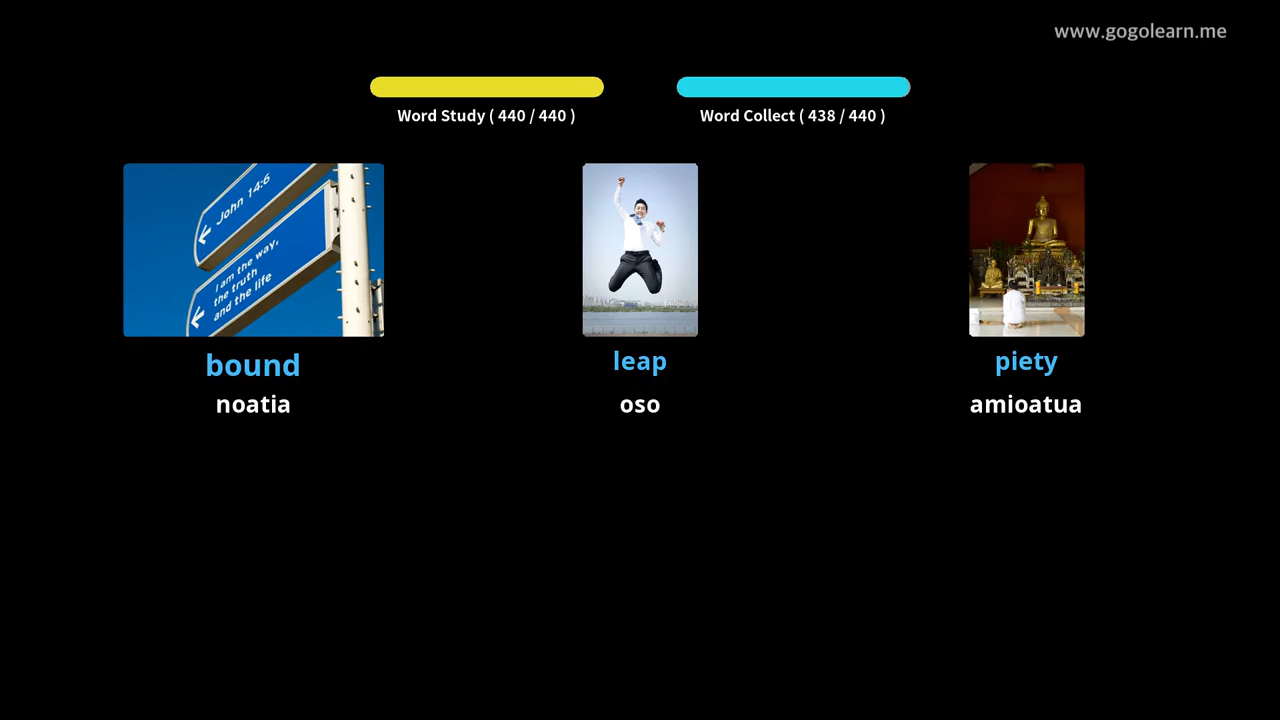 www.gogolearn.me
Word Study ( 440 / 440 )
Word Collect ( 438 / 440 )
John 14:6
I am the way,
the truth
and the life
bound
leap
piety
noatia
oso
amioatua